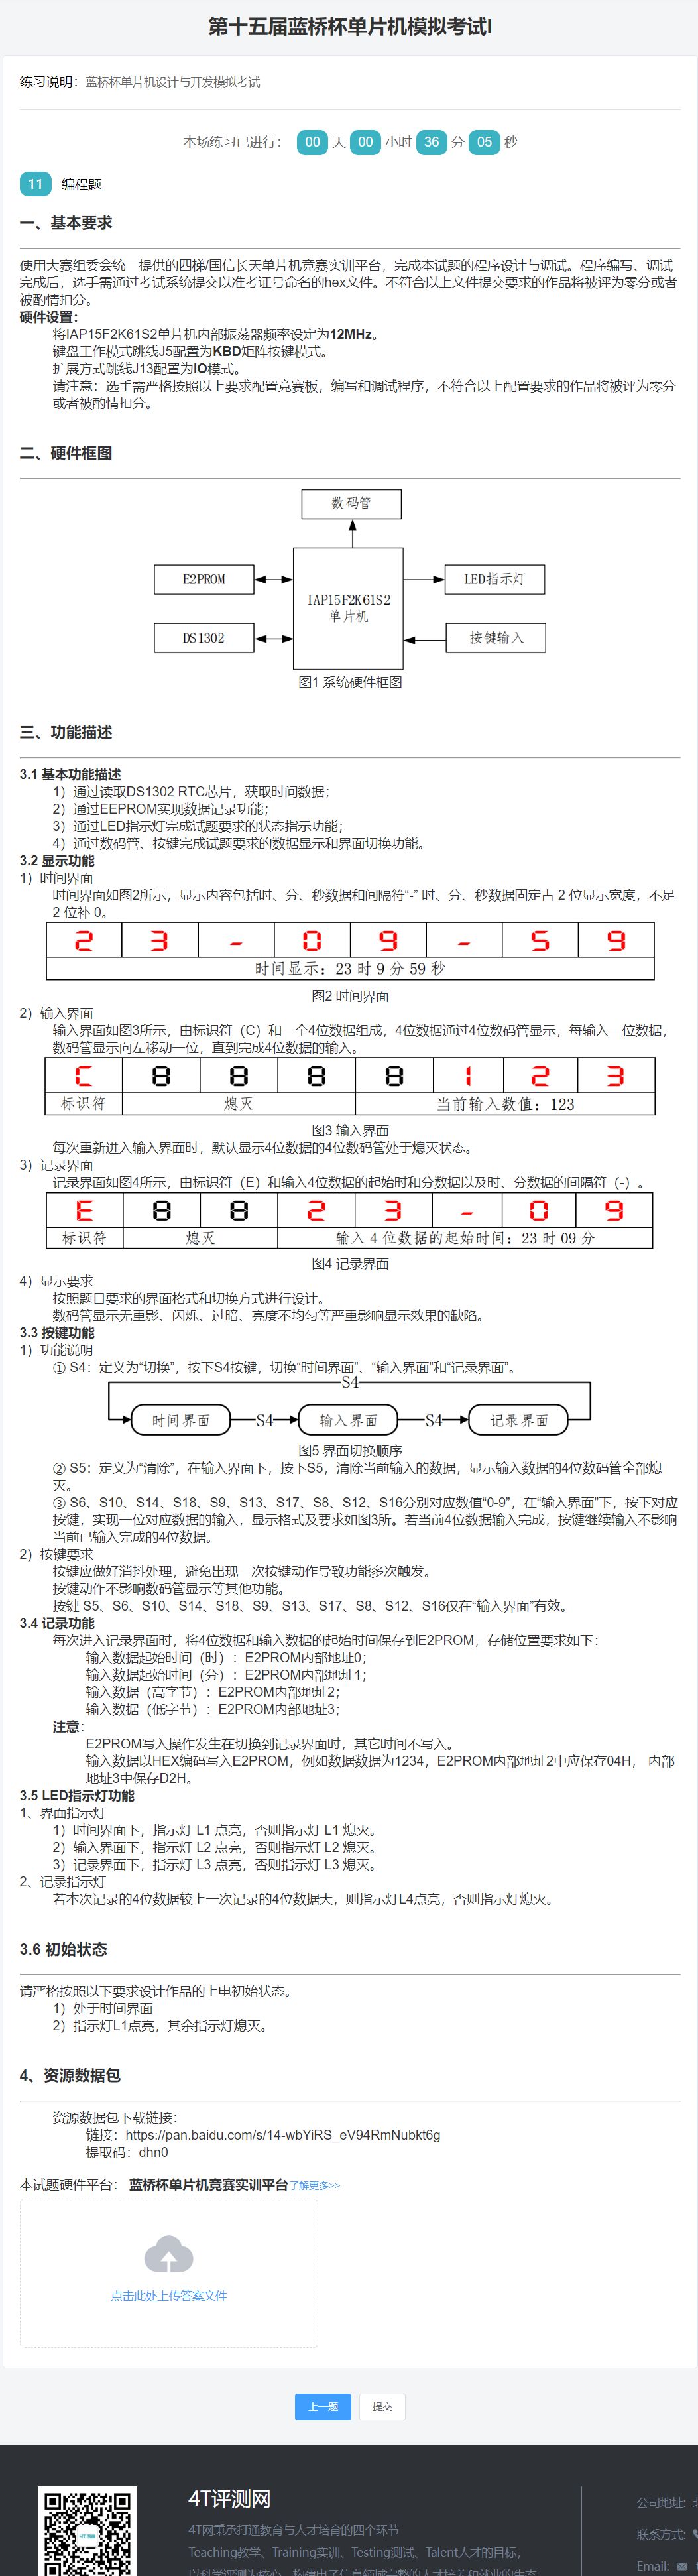 第十五届蓝桥杯单片机模拟考试I
练习说明：蓝桥杯单片机设计与开发模拟考试
本场练习已进行： 00 天 00 小时 36 分 05 秒
11 编程题
一、基本要求
使用大赛组委会统一提供的四梯/国信长天单片机竞赛实训平台，完成本试题的程序设计与调试。程序编写、调试
完成后，选手需通过考试系统提交以准考证号命名的hex文件。不符合以上文件提交要求的作品将被评为零分或者
被酌情扣分。
硬件设置：
将IAP15F2K61S2单片机内部振荡器频率设定为12MHz。
键盘工作模式跳线J5配置为KBD矩阵按键模式。
扩展方式跳线J13配置为IO模式。
请注意：选手需严格按照以上要求配置竞赛板，编写和调试程序，不符合以上配置要求的作品将被评为零分
或者被酌情扣分。
二、硬件框图
数码管
E2PROM
LED指示灯
IAP15F2K61S2
单片机
DS1302
按键输入
图1 系统硬件框图
三、功能描述
3.1 基本功能描述
1）通过读取DS1302 RTC芯片，获取时间数据；
2）通过EEPROM实现数据记录功能；
3）通过LED指示灯完成试题要求的状态指示功能；
4）通过数码管、按键完成试题要求的数据显示和界面切换功能。
3.2 显示功能
1）时间界面
时间界面如图2所示，显示内容包括时、分、秒数据和间隔符“-” 时、分、秒数据固定占 2 位显示宽度，不足
2 位补 0。
2 3 - 0 9 - 5 9
时间显示：23 时 9 分 59 秒
图2 时间界面
2）输入界面
输入界面如图3所示，由标识符（C）和一个4位数据组成，4位数据通过4位数码管显示，每输入一位数据，
数码管显示向左移动一位，直到完成4位数据的输入。
C 8 8 8 8 1 2 3
标识符 熄灭 当前输入数值：123
图3 输入界面
每次重新进入输入界面时，默认显示4位数据的4位数码管处于熄灭状态。
3）记录界面
记录界面如图4所示，由标识符（E）和输入4位数据的起始时和分数据以及时、分数据的间隔符（-）。
E 8 8 2 3 - 0 9
标识符 熄灭 输入 4 位数据的起始时间：23 时 09 分
图4 记录界面
4）显示要求
按照题目要求的界面格式和切换方式进行设计。
数码管显示无重影、闪烁、过暗、亮度不均匀等严重影响显示效果的缺陷。
3.3 按键功能
1）功能说明
① S4：定义为“切换”，按下S4按键，切换“时间界面”、“输入界面”和“记录界面”。
S4
时间界面 S4 输入界面 S4 记录界面
图5 界面切换顺序
② S5：定义为“清除”，在输入界面下，按下S5，清除当前输入的数据，显示输入数据的4位数码管全部熄
灭。
③ S6、S10、S14、S18、S9、S13、S17、S8、S12、S16分别对应数值“0-9”，在“输入界面”下，按下对应
按键，实现一位对应数据的输入，显示格式及要求如图3所。若当前4位数据输入完成，按键继续输入不影响
当前已输入完成的4位数据。
2）按键要求
按键应做好消抖处理，避免出现一次按键动作导致功能多次触发。
按键动作不影响数码管显示等其他功能。
按键 S5、S6、S10、S14、S18、S9、S13、S17、S8、S12、S16仅在“输入界面”有效。
3.4 记录功能
每次进入记录界面时，将4位数据和输入数据的起始时间保存到E2PROM，存储位置要求如下：
输入数据起始时间（时）：E2PROM内部地址0；
输入数据起始时间（分）：E2PROM内部地址1；
输入数据（高字节）：E2PROM内部地址2；
输入数据（低字节）：E2PROM内部地址3；
注意：
E2PROM写入操作发生在切换到记录界面时，其它时间不写入。
输入数据以HEX编码写入E2PROM，例如数据数据为1234，E2PROM内部地址2中应保存04H， 内部
地址3中保存D2H。
3.5 LED指示灯功能
1、界面指示灯
1）时间界面下，指示灯 L1 点亮，否则指示灯 L1 熄灭。
2）输入界面下，指示灯 L2 点亮，否则指示灯 L2 熄灭。
3）记录界面下，指示灯 L3 点亮，否则指示灯 L3 熄灭。
2、记录指示灯
若本次记录的4位数据较上一次记录的4位数据大，则指示灯L4点亮，否则指示灯熄灭。
3.6 初始状态
请严格按照以下要求设计作品的上电初始状态。
1）处于时间界面
2）指示灯L1点亮，其余指示灯熄灭。
4、资源数据包
资源数据包下载链接：
链接：https://pan.baidu.com/s/14-wbYiRS_eV94RmNubkt6g
提取码：dhn0
本试题硬件平台： 蓝桥杯单片机竞赛实训平台了解更多>>
点击此处上传答案文件
上一题 提交
4T评测网
4T网秉承打通教育与人才培育的四个环节
Teaching教学、Training实训、Testing测试、Talent人才的目标，
公司地址：
联系方式:
Email: